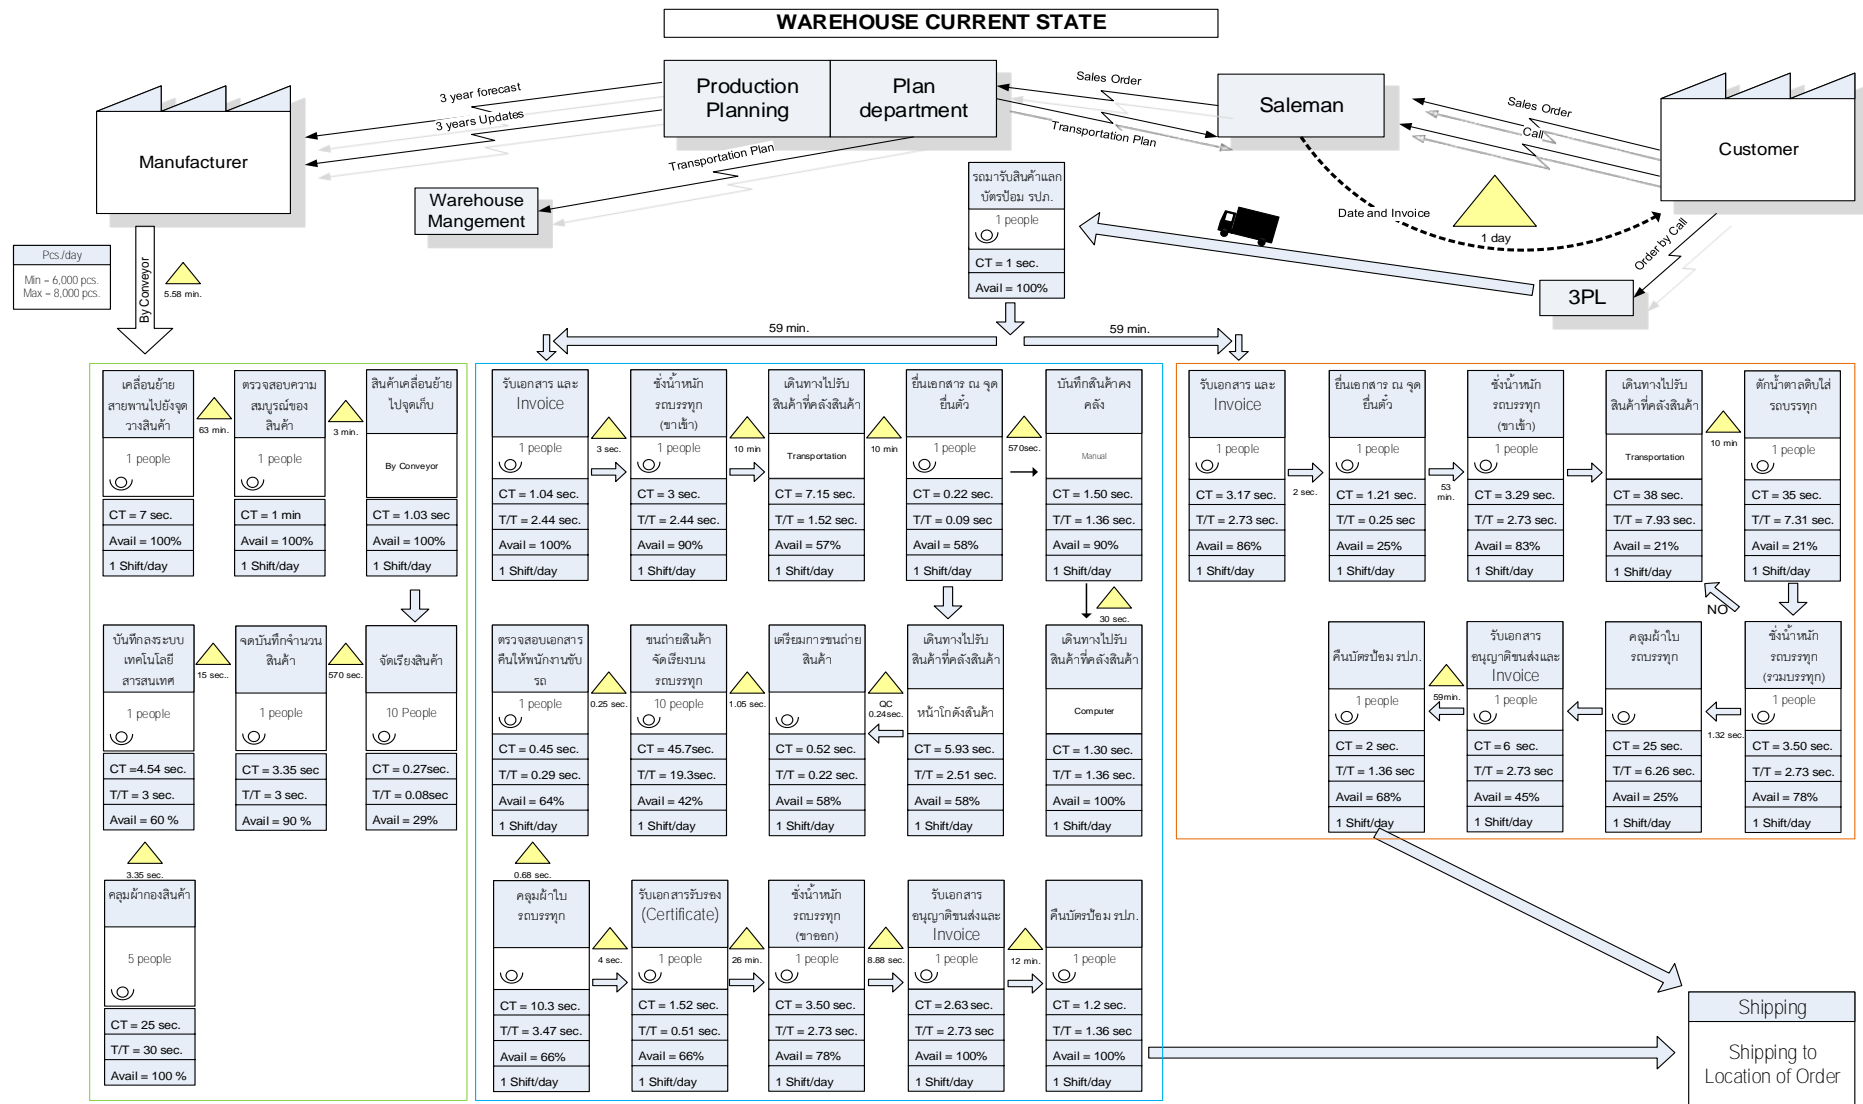 WAREHOUSE CURRENT STATE
Production
Planning
Plan
department
Saleman
Manufacturer
Customer
3 year forecast
3 years Updates
Transportation Plan
Sales Order
Transportation Plan
Sales Order
Call
Warehouse
Mangement
รถมารับสินค้าแลก
บัตรป้อม รปภ.
1 people
CT = 1 sec.
Avail = 100%
Date and Invoice
1 day
Order by Call
3PL
Pcs./day
Min – 6,000 pcs.
Max – 8,000 pcs.
By Conveyor
5.58 min.
59 min.
59 min.
เคลื่อนย้าย
สายพานไปยังจุด
วางสินค้า
1 people
CT = 7 sec.
Avail = 100%
1 Shift/day
63 min.
ตรวจสอบความ
สมบูรณ์ของ
สินค้า
1 people
CT = 1 min
Avail = 100%
1 Shift/day
3 min.
สินค้าเคลื่อนย้าย
ไปจุดเก็บ
By Conveyor
CT = 1.03 sec
Avail = 100%
1 Shift/day
บันทึกลงระบบ
เทคโนโลยี
สารสนเทศ
1 people
CT =4.54 sec.
T/T = 3 sec.
Avail = 60 %
15 sec..
จดบันทึกจำนวน
สินค้า
1 people
CT = 3.35 sec
T/T = 3 sec.
Avail = 90 %
570 sec.
จัดเรียงสินค้า
10 People
CT = 0.27sec.
T/T = 0.08sec
Avail = 29%
3.35 sec.
คลุมผ้ากองสินค้า
5 people
CT = 25 sec.
T/T = 30 sec.
Avail = 100 %
รับเอกสาร และ
Invoice
1 people
CT = 1.04 sec.
T/T = 2.44 sec.
Avail = 100%
1 Shift/day
3 sec.
ชั่งน้ำหนัก
รถบรรทุก
(ขาเข้า)
1 people
CT = 3 sec.
T/T = 2.44 sec
Avail = 90%
1 Shift/day
10 min
เดินทางไปรับ
สินค้าที่คลังสินค้า
Transportation
CT = 7.15 sec.
T/T = 1.52 sec.
Avail = 57%
1 Shift/day
10 min
ยื่นเอกสาร ณ จุด
ยื่นตั๋ว
1 people
CT = 0.22 sec.
T/T = 0.09 sec
Avail = 58%
1 Shift/day
570sec.
บันทึกสินค้าคง
คลัง
Manual
CT = 1.50 sec.
T/T = 1.36 sec.
Avail = 90%
1 Shift/day
30 sec.
ตรวจสอบเอกสาร
คืนให้พนักงานขับ
รถ
1 people
CT = 0.45 sec.
T/T = 0.29 sec.
Avail = 64%
1 Shift/day
0.25 sec.
ขนถ่ายสินค้า
จัดเรียงบน
รถบรรทุก
10 people
CT = 45.7sec.
T/T = 19.3sec.
Avail = 42%
1 Shift/day
1.05 sec.
เตรียมการขนถ่าย
สินค้า
CT = 0.52 sec.
T/T = 0.22 sec.
Avail = 58%
1 Shift/day
QC
0.24sec.
เดินทางไปรับ
สินค้าที่คลังสินค้า
หน้าโกดังสินค้า
CT = 5.93 sec.
T/T = 2.51 sec.
Avail = 58%
1 Shift/day
เดินทางไปรับ
สินค้าที่คลังสินค้า
Computer
CT = 1.30 sec.
T/T = 1.36 sec
Avail = 100%
1 Shift/day
0.68 sec.
คลุมผ้าใบ
รถบรรทุก
CT = 10.3 sec.
T/T = 3.47 sec.
Avail = 66%
1 Shift/day
4 sec.
รับเอกสารรับรอง
(Certificate)
1 people
CT = 1.52 sec.
T/T = 0.51 sec.
Avail = 66%
1 Shift/day
26 min.
ชั่งน้ำหนัก
รถบรรทุก
(ขาออก)
1 people
CT = 3.50 sec.
T/T = 2.73 sec.
Avail = 78%
1 Shift/day
8.88 sec.
รับเอกสาร
อนุญาติขนส่งและ
Invoice
1 people
CT = 2.63 sec.
T/T = 2.73 sec
Avail = 100%
1 Shift/day
12 min.
คืนบัตรป้อม รปภ.
1 people
CT = 1.2 sec.
T/T = 1.36 sec
Avail = 100%
1 Shift/day
รับเอกสาร และ
Invoice
1 people
CT = 3.17 sec.
T/T = 2.73 sec.
Avail = 86%
1 Shift/day
2 sec.
ยื่นเอกสาร ณ จุด
ยื่นตั๋ว
1 people
CT = 1.21 sec.
T/T = 0.25 sec
Avail = 25%
1 Shift/day
53
min.
ชั่งน้ำหนัก
รถบรรทุก
(ขาเข้า)
1 people
CT = 3.29 sec.
T/T = 2.73 sec
Avail = 83%
1 Shift/day
เดินทางไปรับ
สินค้าที่คลังสินค้า
Transportation
CT = 38 sec.
T/T = 7.93 sec.
Avail = 21%
1 Shift/day
10 min
ตักน้ำตาลดิบใส่
รถบรรทุก
1 people
CT = 35 sec.
T/T = 7.31 sec.
Avail = 21%
1 Shift/day
NO
คืนบัตรป้อม รปภ.
1 people
CT = 2 sec.
T/T = 1.36 sec
Avail = 68%
1 Shift/day
59min.
รับเอกสาร
อนุญาติขนส่งและ
Invoice
1 people
CT = 6 sec.
T/T = 2.73 sec
Avail = 45%
1 Shift/day
คลุมผ้าใบ
รถบรรทุก
CT = 25 sec.
T/T = 6.26 sec.
Avail = 25%
1 Shift/day
1.32 sec.
ชั่งน้ำหนัก
รถบรรทุก
(รวมบรรทุก)
1 people
CT = 3.50 sec.
T/T = 2.73 sec.
Avail = 78%
1 Shift/day
Shipping
Shipping to
Location of Order